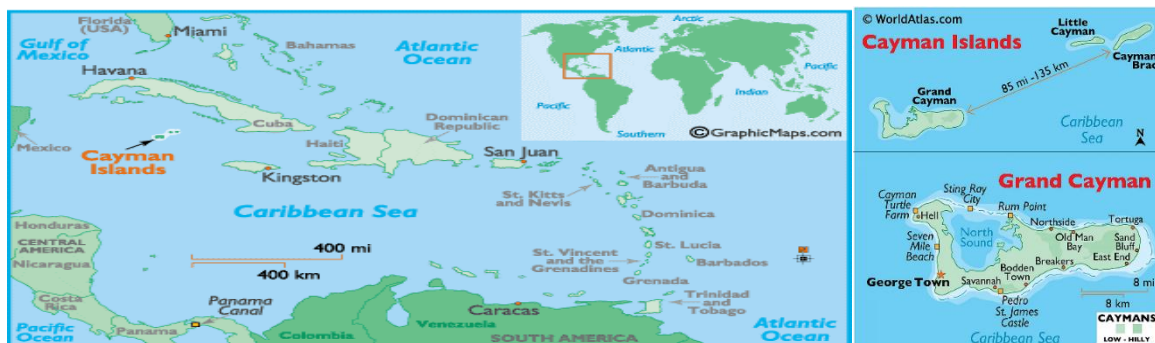 Florida
(USA)
Miami
Gulf of
Mexico
Bahamas
Atlantic
Ocean
Havana
Cuba
Mexico
Cayman
Islands
Haiti
Dominican
Republic
Kingston
San Juan
Antigua
and
Barbuda
St. Kitts
and Nevis
Caribbean Sea
Dominica
Honduras
CENTRAL
AMERICA
Nicaragua
400 mi
400 km
St. Lucia
St. Vincent
and the
Grenadines
Barbados
Grenada
Costa
Rica
Panama
Canal
Panama
Caracas
Trinidad
and
Tobago
Pacific
Ocean
Colombia
Venezuela
SOUTH AMERICA
Atlantic
Ocean
Arctic
Atlantic
Pacific
Indian
Pacific
Southern
©GraphicMaps.com
© WorldAtlas.com
Cayman Islands
Little
Cayman
Cayman
Brac
85 mi -135 km
Grand
Cayman
Caribbean
Sea
N
Grand Cayman
Cayman
Turtle
Farm
Hell
Sting Ray
City
Rum Point
Northside
Tortuga
Seven
Mile
Beach
North
Sound
Old Man
Bay
Sand
Bluff
East End
Breakers
George Town
Bodden
Town
Savannah
Pedro
St. James
Castle
8 mi
8 km
Caribbean Sea
CAYMANS
LOW - HILLY